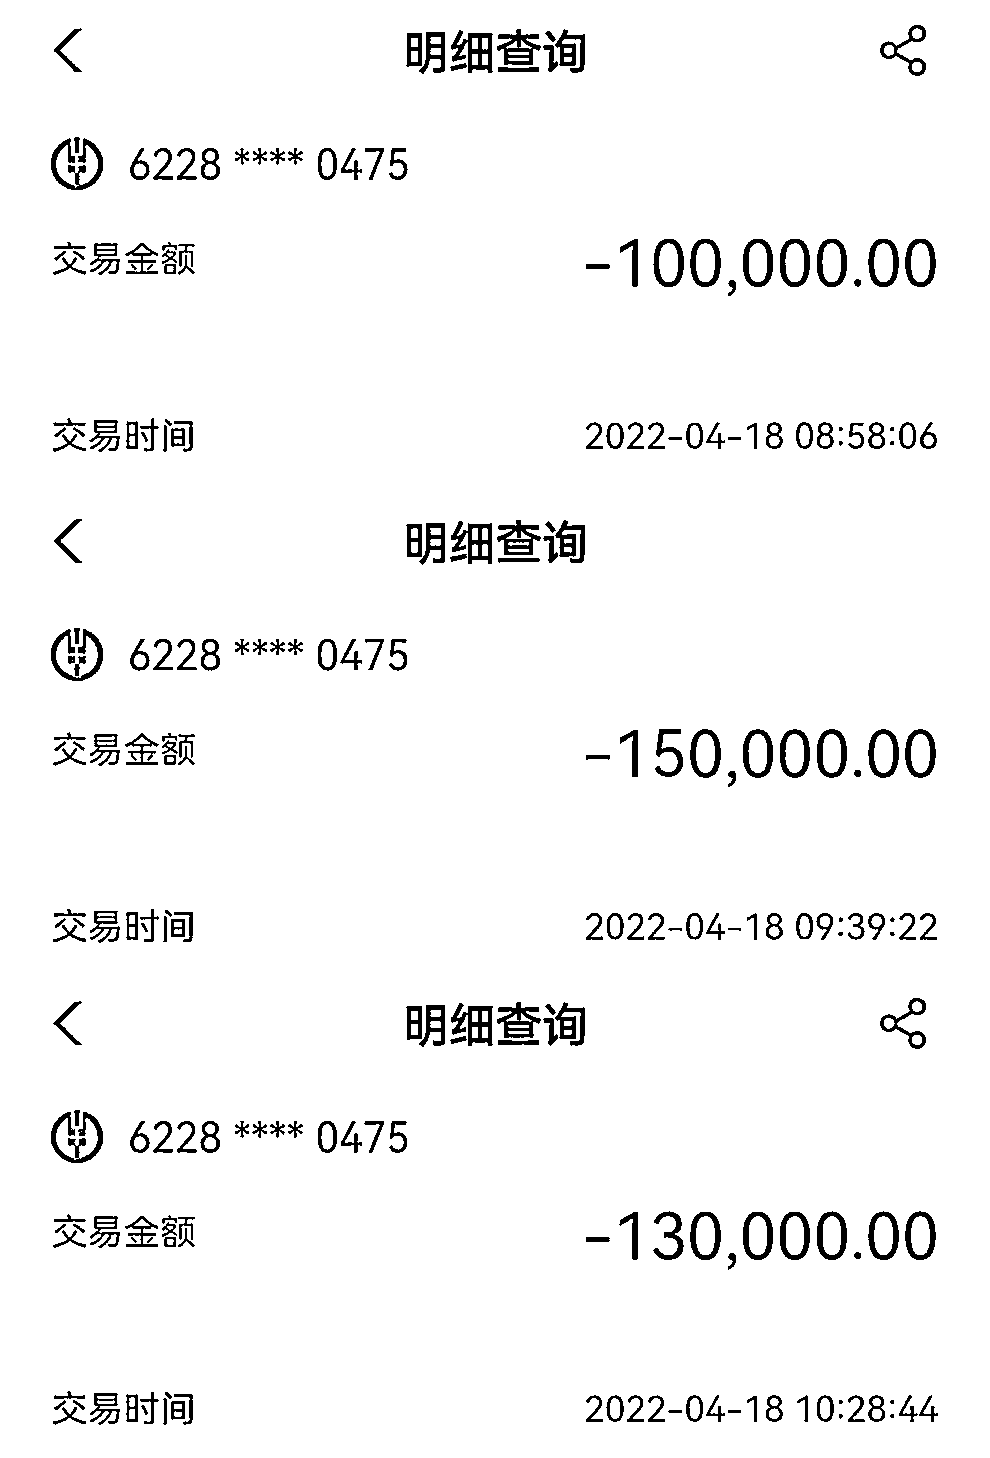 明细查询
6228 **** 0475
交易金额 -100,000.00
交易时间 2022-04-18 08:58:06
明细查询
6228 **** 0475
交易金额 -150,000.00
交易时间 2022-04-18 09:39:22
明细查询
6228 **** 0475
交易金额 -130,000.00
交易时间 2022-04-18 10:28:44